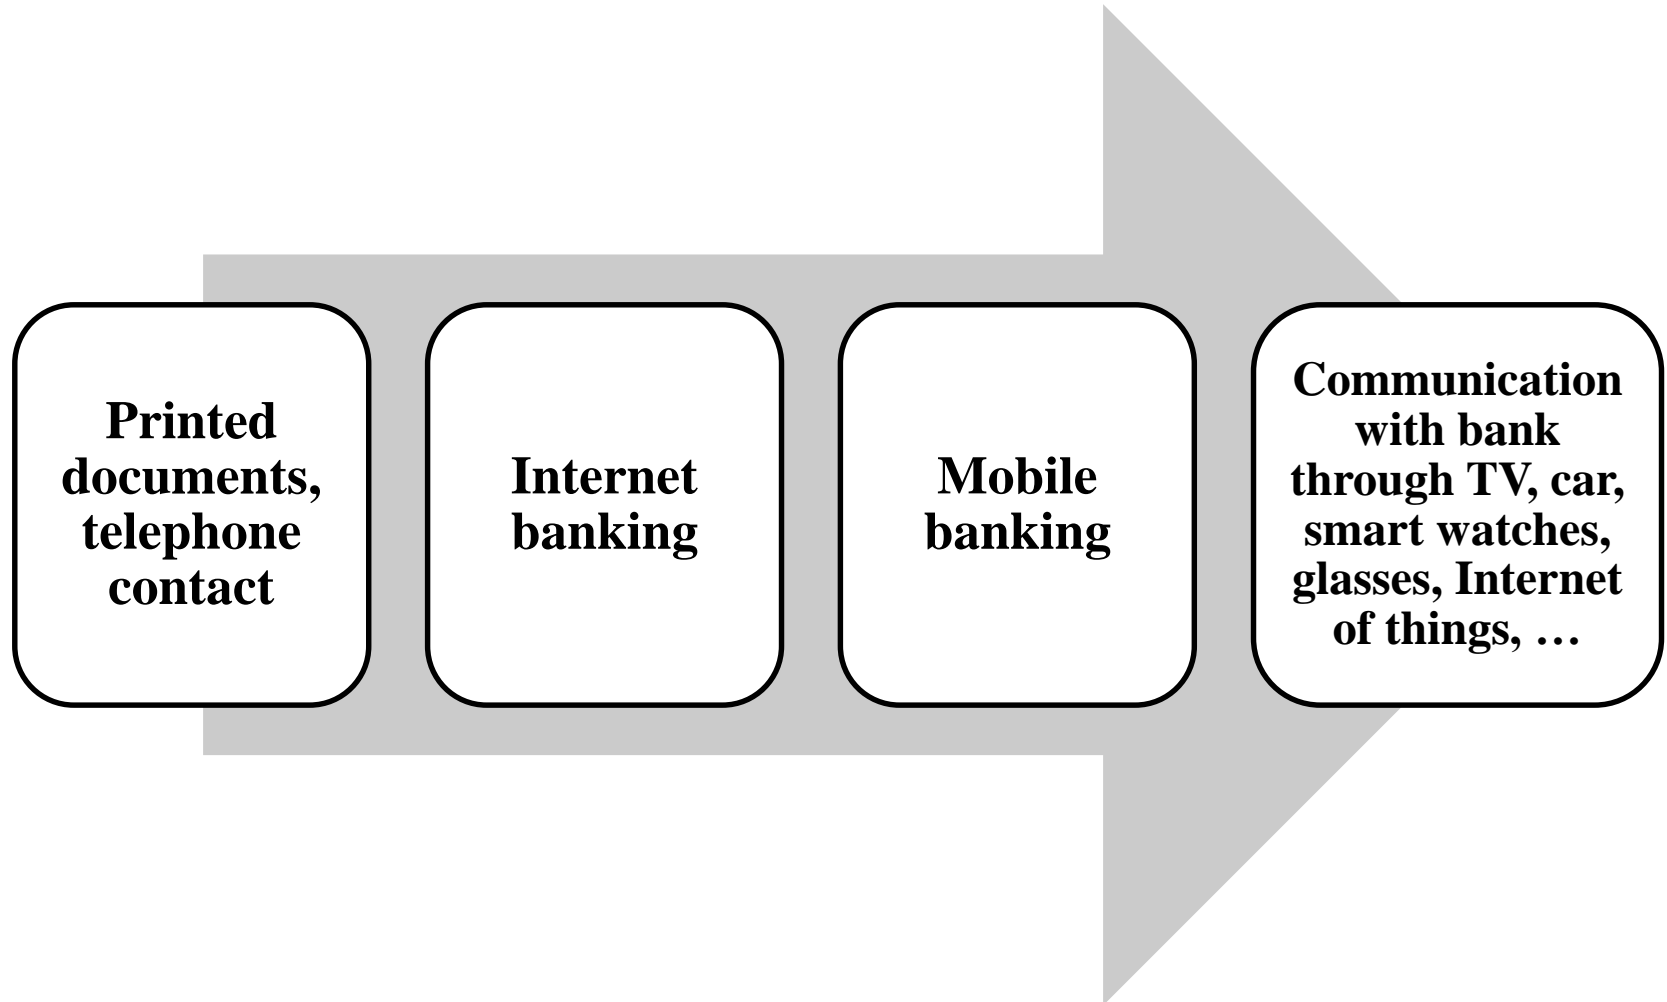 Printed
documents,
telephone
contact
Internet
banking
Mobile
banking
Communication
with bank
through TV, car,
smart watches,
glasses, Internet
of things, …